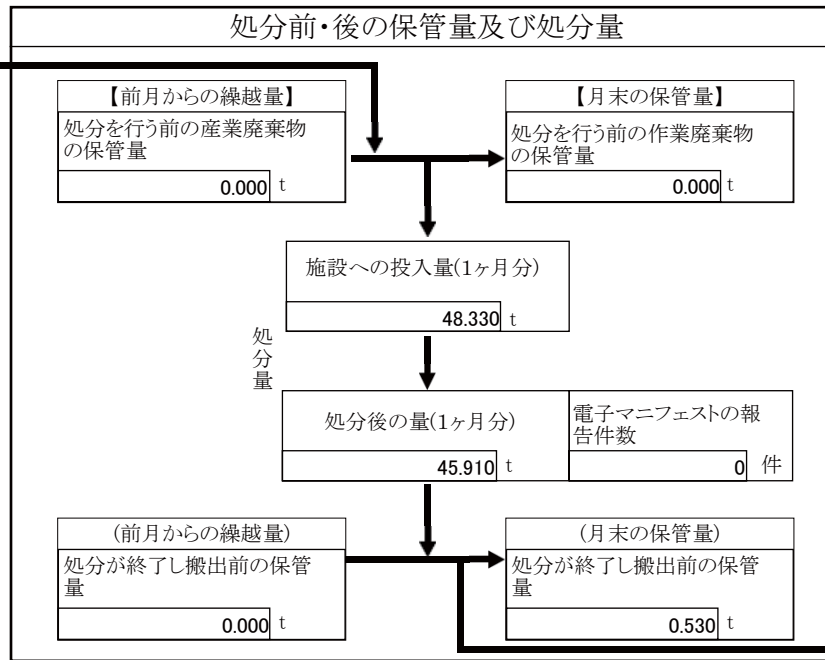 処分前・後の保管量及び処分量
【前月からの繰越量】
処分を行う前の産業廃棄物
の保管量
0.000 t
【月末の保管量】
処分を行う前の作業廃棄物
の保管量
0.000 t
施設への投入量(1ヶ月分)
48.330 t
処分量
処分後の量(1ヶ月分)
45.910 t
電子マニフェストの報
告件数
0 件
(前月からの繰越量)
処分が終了し搬出前の保管
量
0.000 t
(月末の保管量)
処分が終了し搬出前の保管
量
0.530 t